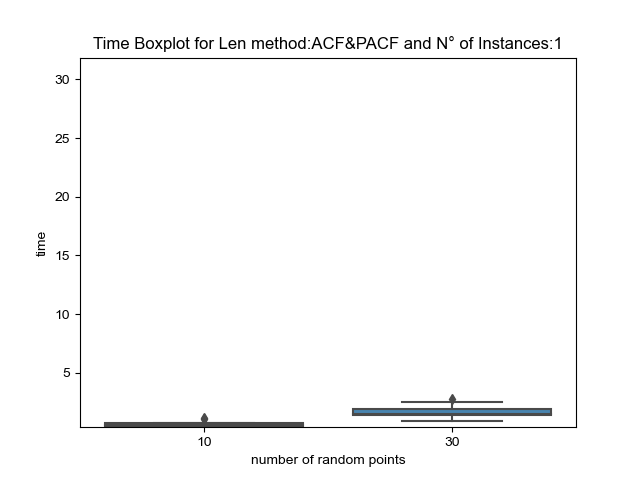 Time Boxplot for Len method:ACF&PACF and N° of Instances:1
30
25
20
15
10
5
time
10 30
number of random points